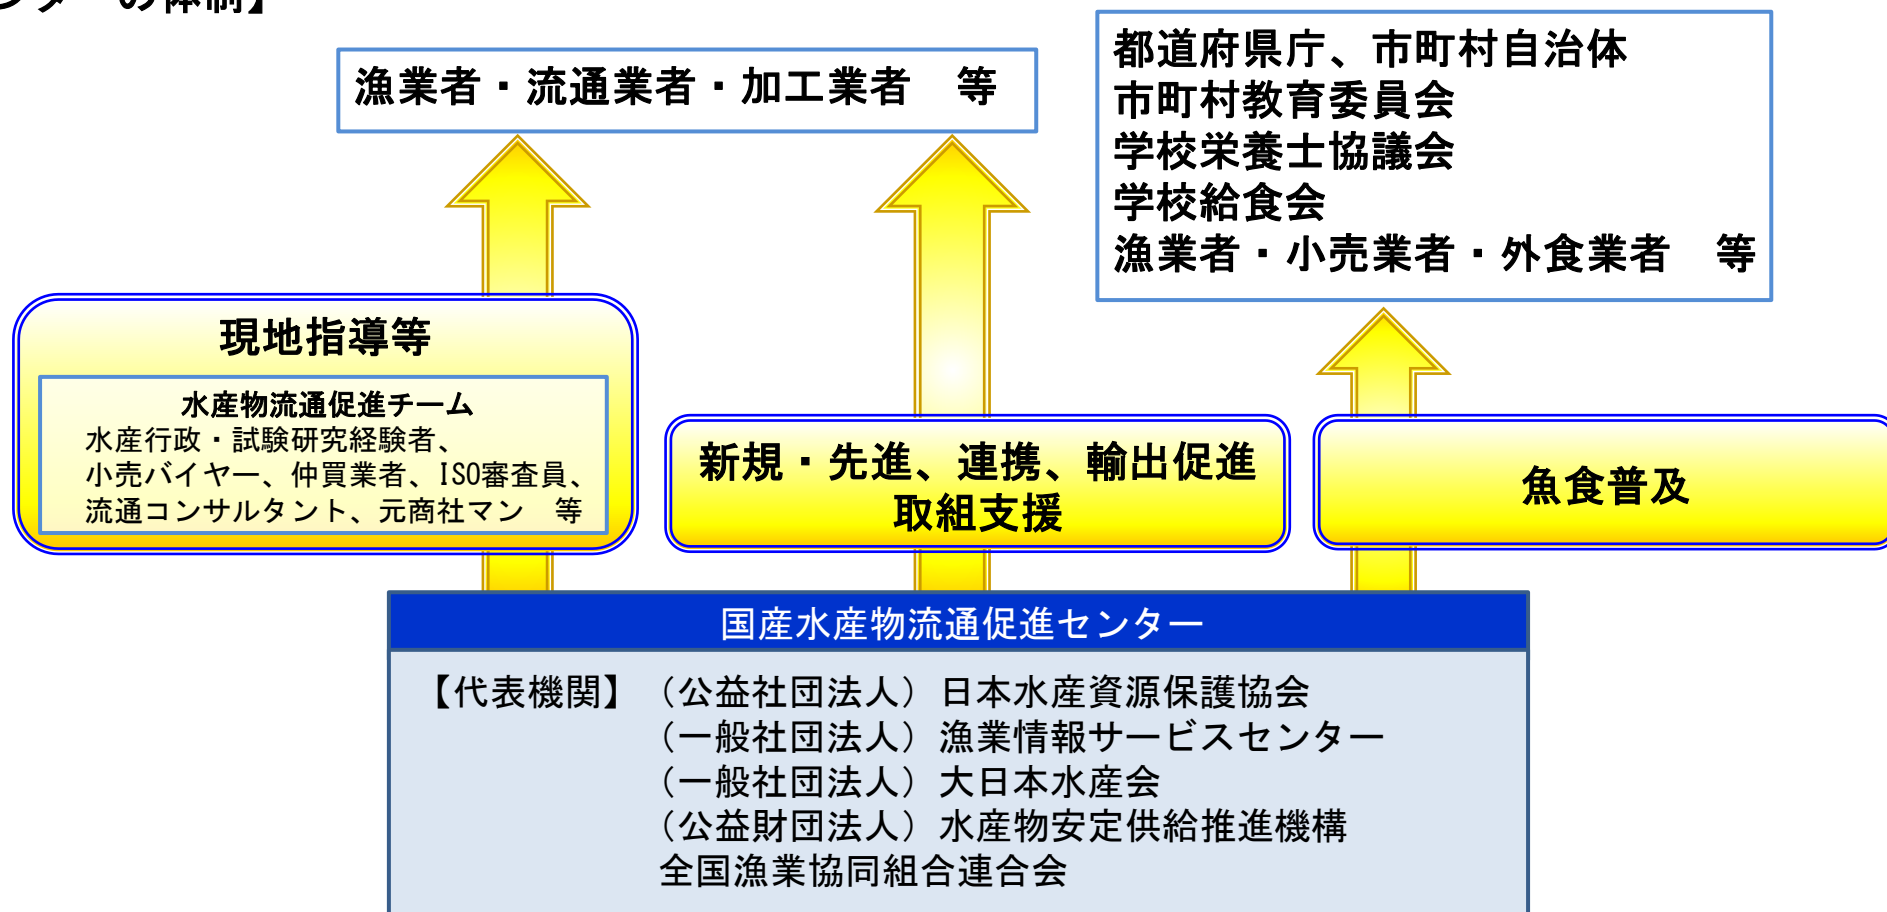 ンターの体制】
漁業者・流通業者・加工業者　等
都道府県庁、市町村自治体
市町村教育委員会
学校栄養士協議会
学校給食会
漁業者・小売業者・外食業者　等
現地指導等
水産物流通促進チーム
水産行政・試験研究経験者、
小売バイヤー、仲買業者、ISO審査員、
流通コンサルタント、元商社マン　等
新規・先進、連携、輸出促進
取組支援
魚食普及
国産水産物流通促進センター
【代表機関】（公益社団法人）日本水産資源保護協会
（一般社団法人）漁業情報サービスセンター
（一般社団法人）大日本水産会
（公益財団法人）水産物安定供給推進機構
全国漁業協同組合連合会